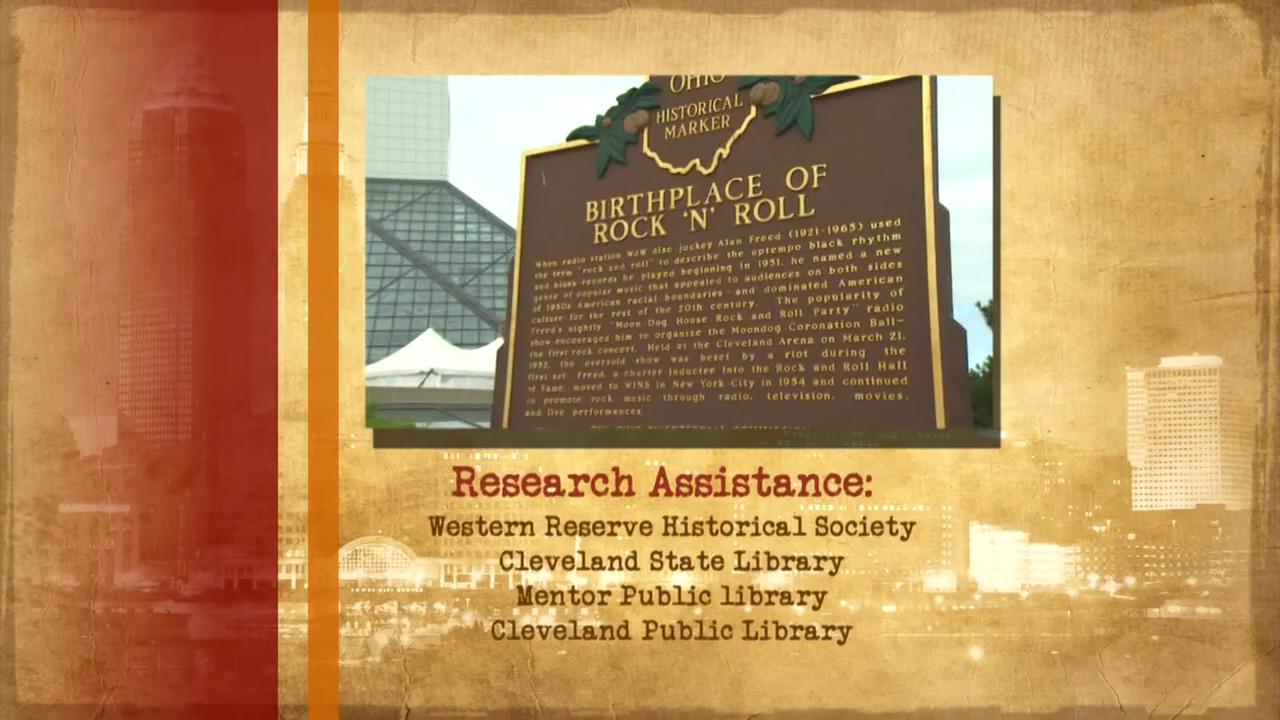 OHIO
HISTORICAL
MARKER
BIRTHPLACE OF
ROCK 'N' ROLL
When radio station WJW disc jockey Alan Freed (1921-1965) used
the term "rock and roll" to describe the uptempo black rhythm
and blues records he played beginning in 1951, he named a new
genre of popular music that appealed to audiences on both sides
of 1950s American racial boundaries and dominated American
culture for the rest of the 20th century. The popularity of
Freed's nightly "Moon Dog House Rock and Roll Party" radio
show encouraged him to organize the Moondog Coronation Ball—
the first rock concert. Held at the Cleveland Arena on March 21,
1952, the oversold show was beset by a riot during the
first set. Freed, a charter inductee into the Rock and Roll Hall
of Fame, moved to WINS in New York City in 1954 and continued
to promote rock music through radio, television, movies,
and live performances.
Research Assistance:
Western Reserve Historical Society
Cleveland State Library
Mentor Public library
Cleveland Public Library